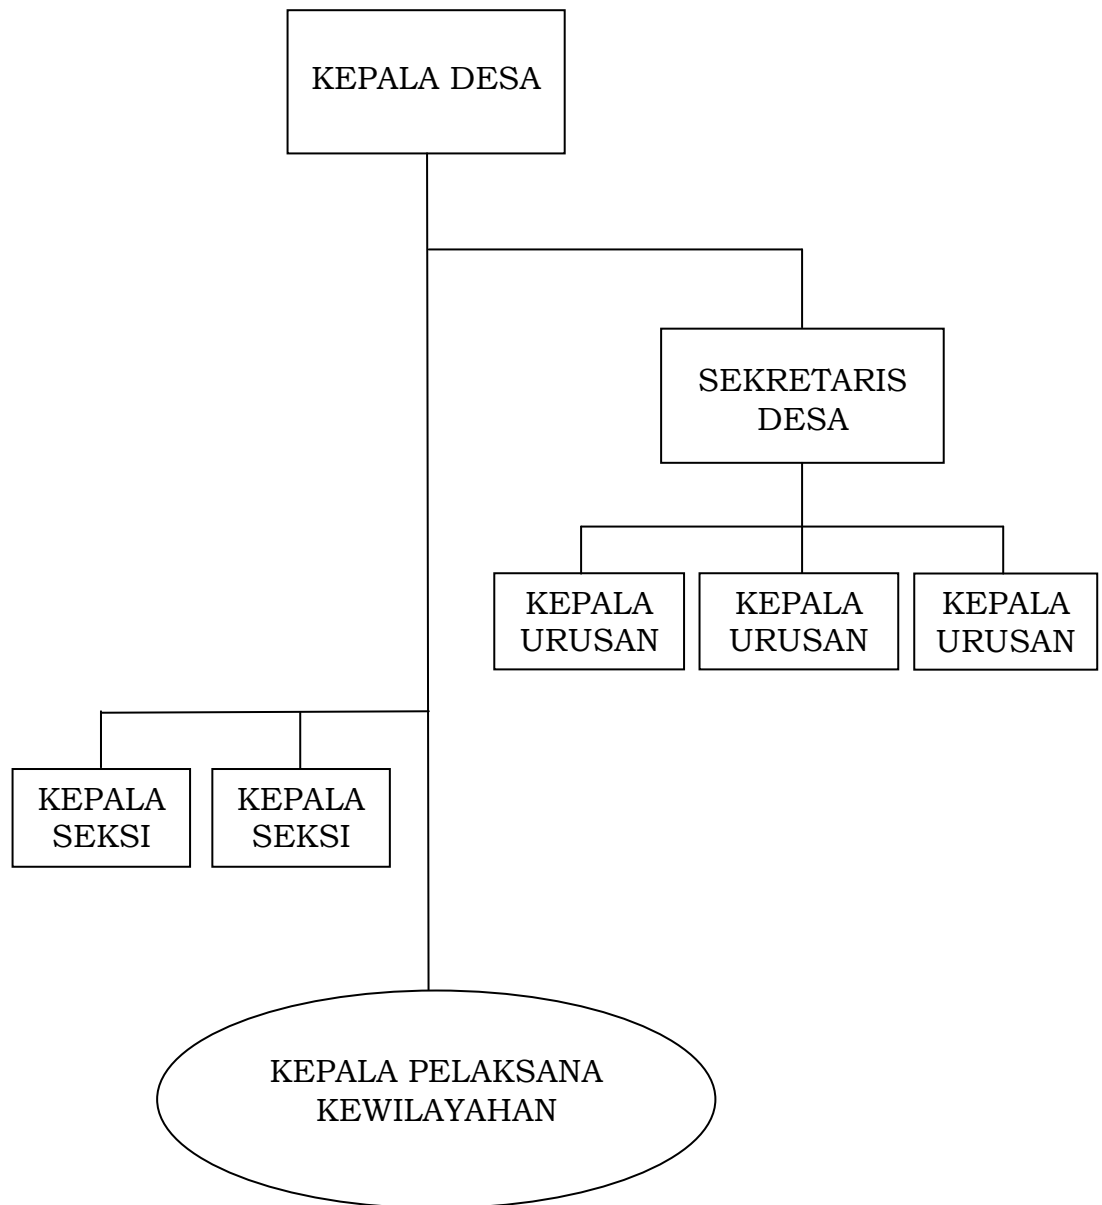 KEPALA DESA
SEKRETARIS
DESA
KEPALA
URUSAN
KEPALA
URUSAN
KEPALA
URUSAN
KEPALA
SEKSI
KEPALA
SEKSI
KEPALA PELAKSANA
KEWILAYAHAN